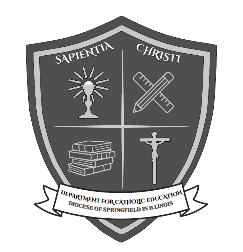 SAPIENTIA CHRISTI
DEPARTMENT FOR CATHOLIC EDUCATION
DIOCESE OF SPRINGFIELD IN ILLINOIS